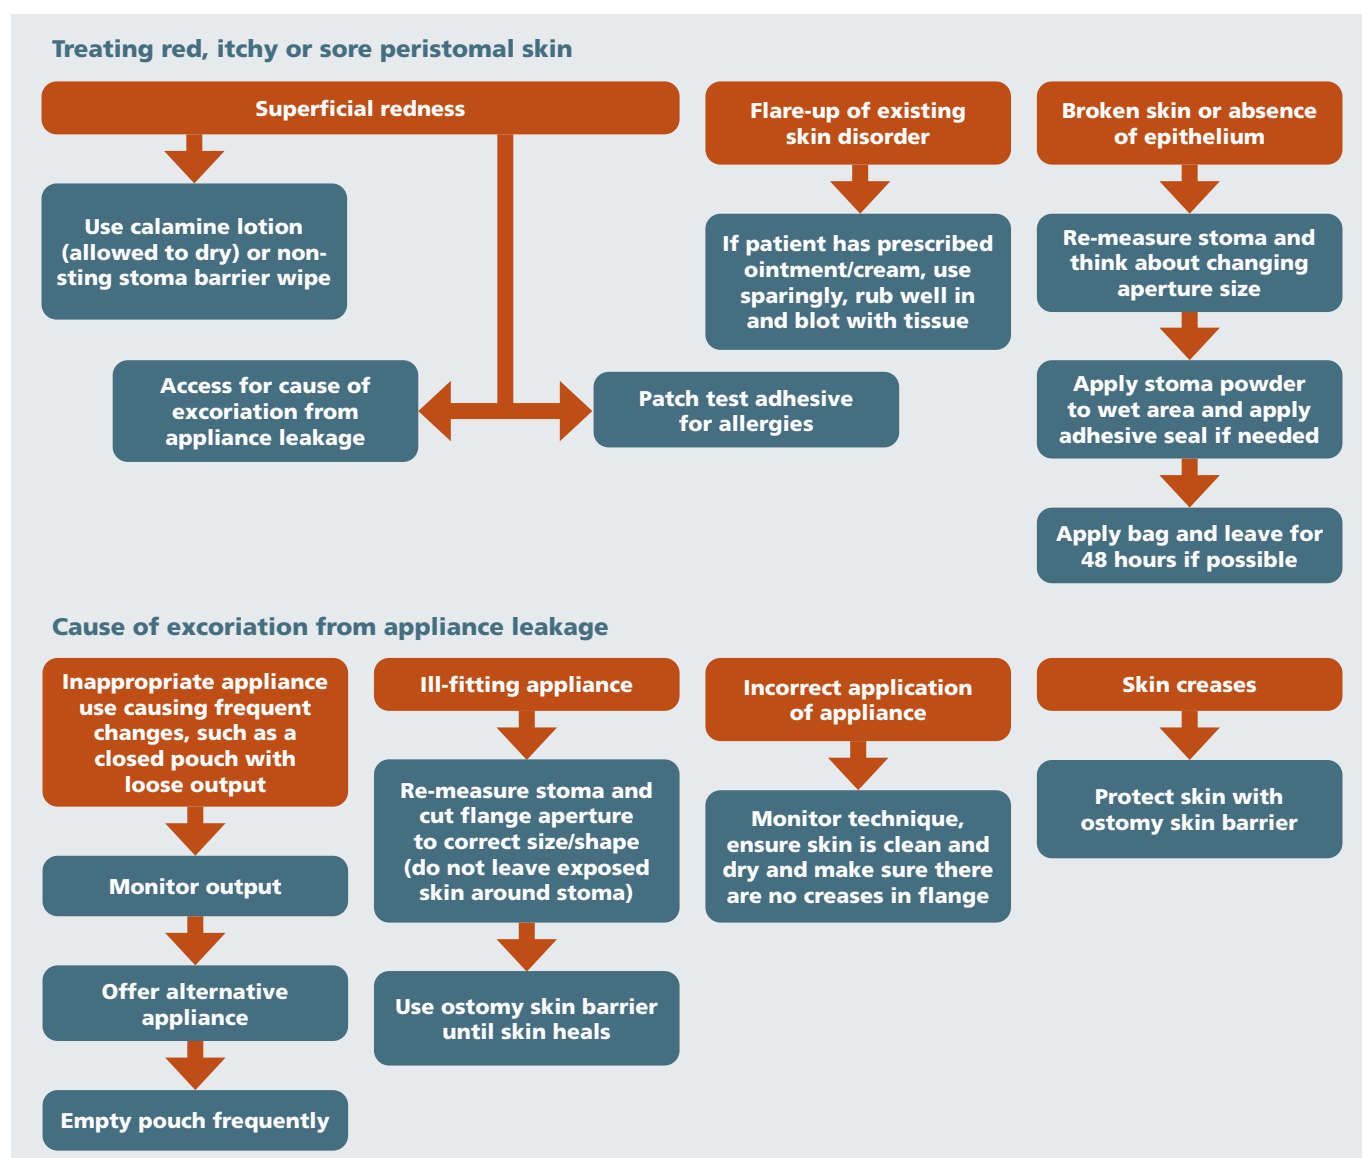 Treating red, itchy or sore peristomal skin
Superficial redness
Use calamine lotion
(allowed to dry) or non-
sting stoma barrier wipe
Access for cause of
excoriation from
appliance leakage
Patch test adhesive
for allergies
Flare-up of existing
skin disorder
If patient has prescribed
ointment/cream, use
sparingly, rub well in
and blot with tissue
Broken skin or absence
of epithelium
Re-measure stoma and
think about changing
aperture size
Apply stoma powder
to wet area and apply
adhesive seal if needed
Apply bag and leave for
48 hours if possible
Cause of excoriation from appliance leakage
Inappropriate appliance
use causing frequent
changes, such as a
closed pouch with
loose output
Monitor output
Offer alternative
appliance
Empty pouch frequently
Ill-fitting appliance
Re-measure stoma and
cut flange aperture
to correct size/shape
(do not leave exposed
skin around stoma)
Use ostomy skin barrier
until skin heals
Incorrect application
of appliance
Monitor technique,
ensure skin is clean and
dry and make sure there
are no creases in flange
Skin creases
Protect skin with
ostomy skin barrier